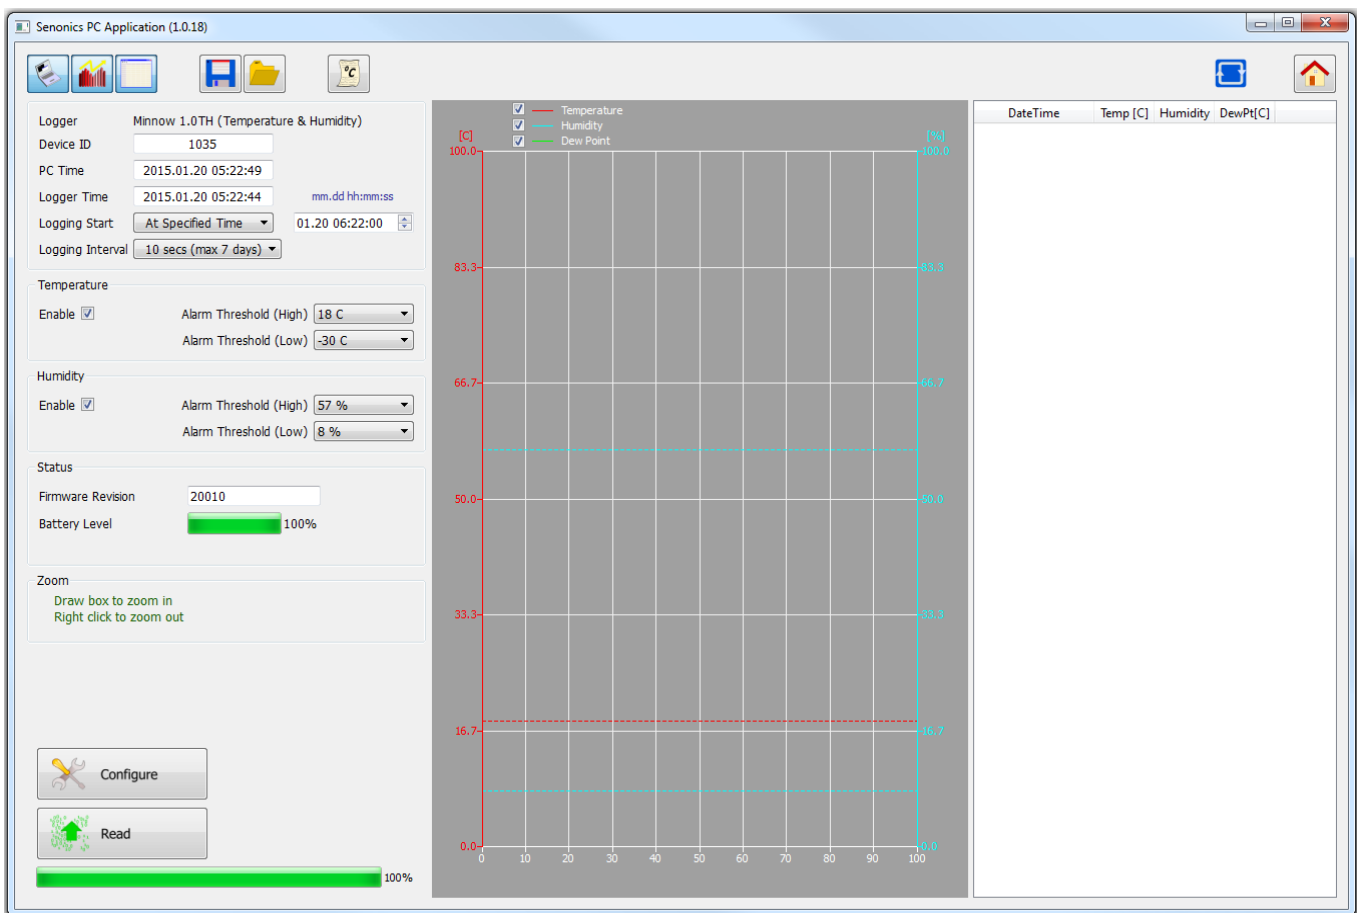 Senonics PC Application (1.0.18)
°C
Logger Minnow 1.0TH (Temperature & Humidity)
Device ID 1035
PC Time 2015.01.20 05:22:49
Logger Time 2015.01.20 05:22:44 mm.dd hh:mm:ss
Logging Start At Specified Time 01.20 06:22:00
Logging Interval 10 secs (max 7 days)
Temperature
Enable Alarm Threshold (High) 18 C
Alarm Threshold (Low) -30 C
Humidity
Enable Alarm Threshold (High) 57 %
Alarm Threshold (Low) 8 %
Status
Firmware Revision 20010
Battery Level 100%
Zoom
Draw box to zoom in
Right click to zoom out
Configure
Read
100%
Temperature
Humidity
Dew Point
[C] [%]
100.0 100.0
83.3 83.3
66.7 66.7
50.0 50.0
33.3 33.3
16.7 16.7
0.0 0.0
0 10 20 30 40 50 60 70 80 90 100
DateTime Temp [C] Humidity DewPt[C]